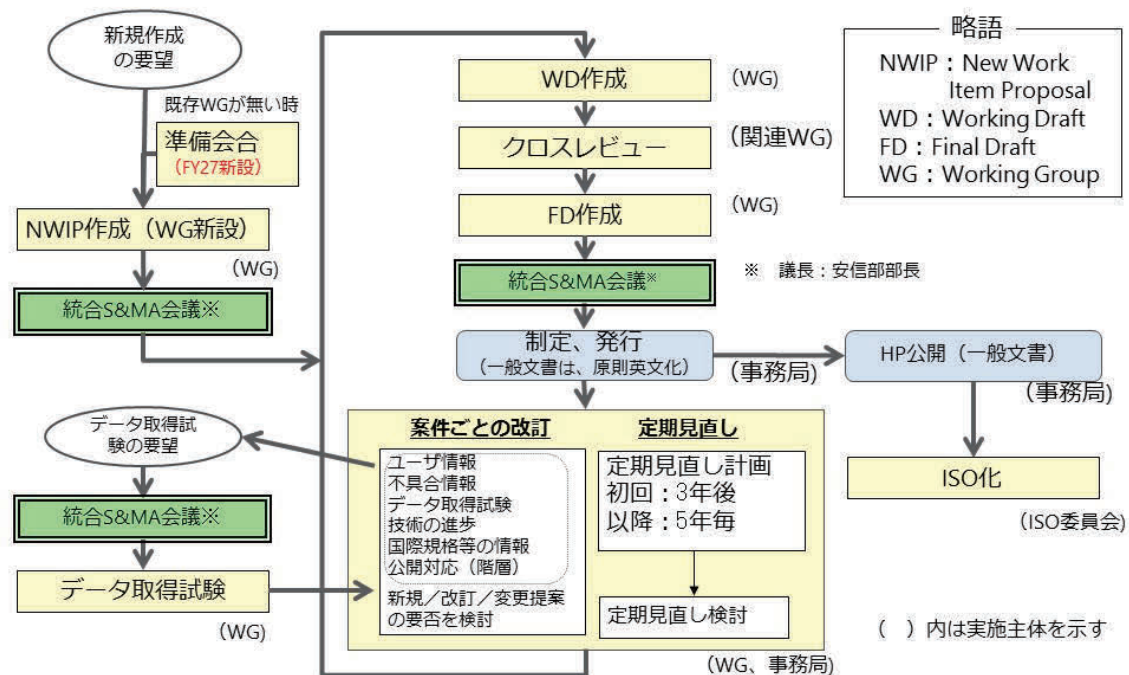 新規作成
の要望
既存WGが無い時
準備会合
（FY27新設）
NWIP作成（WG新設）
（WG）
統合S&MA会議※
データ取得試
験の要望
統合S&MA会議※
データ取得試験
（WG）
WD作成
（WG）
クロスレビュー
（関連WG）
FD作成
（WG）
統合S&MA会議※
※　議長：安信部部長
制定、発行
（一般文書は、原則英文化）
（事務局）
HP公開（一般文書）
（事務局）
ISO化
（ISO委員会）
案件ごとの改訂
ユーザ情報
不具合情報
データ取得試験
技術の進歩
国際規格等の情報
公開対応（階層）
新規／改訂／変更提案
の要否を検討
定期見直し
定期見直し計画
初回：3年後
以降：5年毎
定期見直し検討
（WG、事務局）
略語
NWIP：New Work
Item Proposal
WD：Working Draft
FD：Final Draft
WG：Working Group
（　）内は実施主体を示す